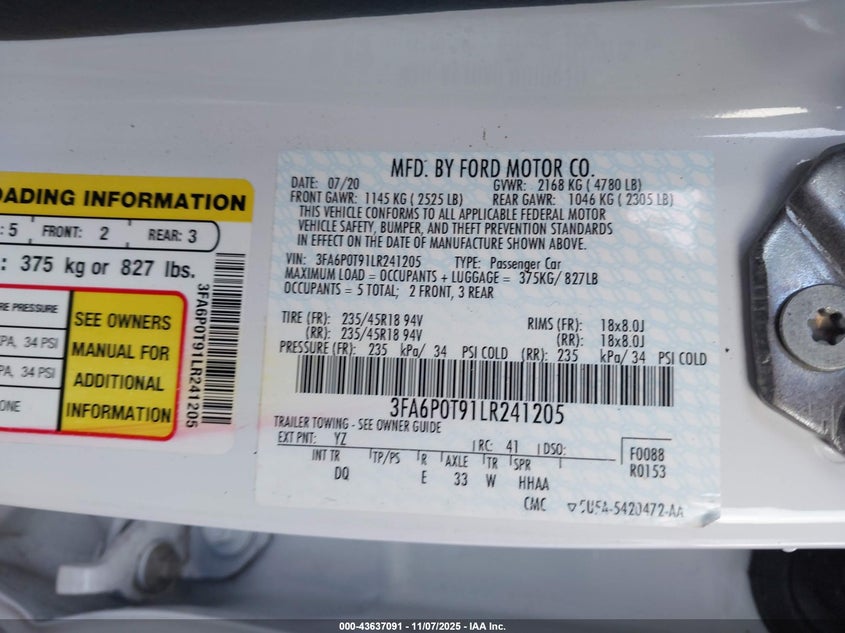 OADING INFORMATION
: 5 FRONT: 2 REAR: 3
: 375 kg or 827 lbs.
RE PRESSURE
PA, 34 PSI
PA, 34 PSI
ONE
SEE OWNERS
MANUAL FOR
ADDITIONAL
INFORMATION
3FA6P0T91LR241205
MFD. BY FORD MOTOR CO.
DATE: 07/20 GVWR: 2168 KG ( 4780 LB)
FRONT GAWR: 1145 KG ( 2525 LB) REAR GAWR: 1046 KG ( 2305 LB)
THIS VEHICLE CONFORMS TO ALL APPLICABLE FEDERAL MOTOR
VEHICLE SAFETY, BUMPER, AND THEFT PREVENTION STANDARDS
IN EFFECT ON THE DATE OF MANUFACTURE SHOWN ABOVE.
VIN: 3FA6P0T91LR241205 TYPE: Passenger Car
MAXIMUM LOAD = OCCUPANTS + LUGGAGE = 375KG/ 827LB
OCCUPANTS = 5 TOTAL; 2 FRONT, 3 REAR
TIRE (FR): 235/45R18 94V RIMS (FR): 18x8.0J
(RR): 235/45R18 94V (RR): 18x8.0J
PRESSURE (FR): 235 kPa/ 34 PSI COLD (RR): 235 kPa/ 34 PSI COLD
3FA6P0T91LR241205
TRAILER TOWING - SEE OWNER GUIDE
EXT PNT: YZ RC: 41 DSO: F0088
INT TR TP/PS R AXLE TR SPR R0153
DQ E 33 W HHAA
CMC ▽5U5A-5420472-AA
000-43637091 — 11/07/2025 — IAA Inc.